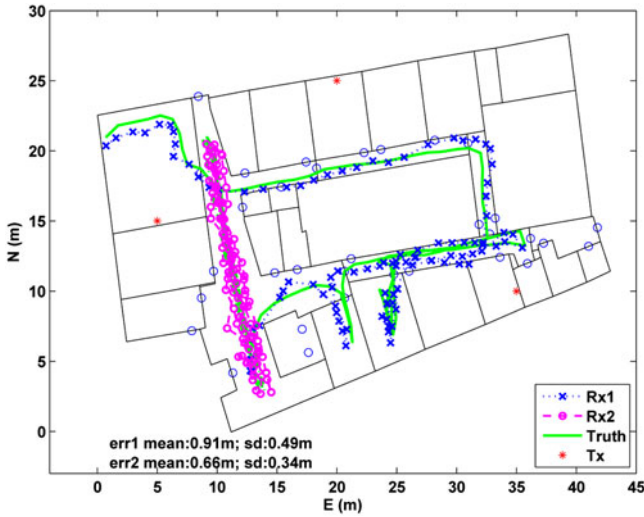 30
25
20
15
10
5
0
N (m)
err1 mean:0.91m; sd:0.49m
err2 mean:0.66m; sd:0.34m
Rx1
Rx2
Truth
Tx
0 5 10 15 20 25 30 35 40 45
E (m)